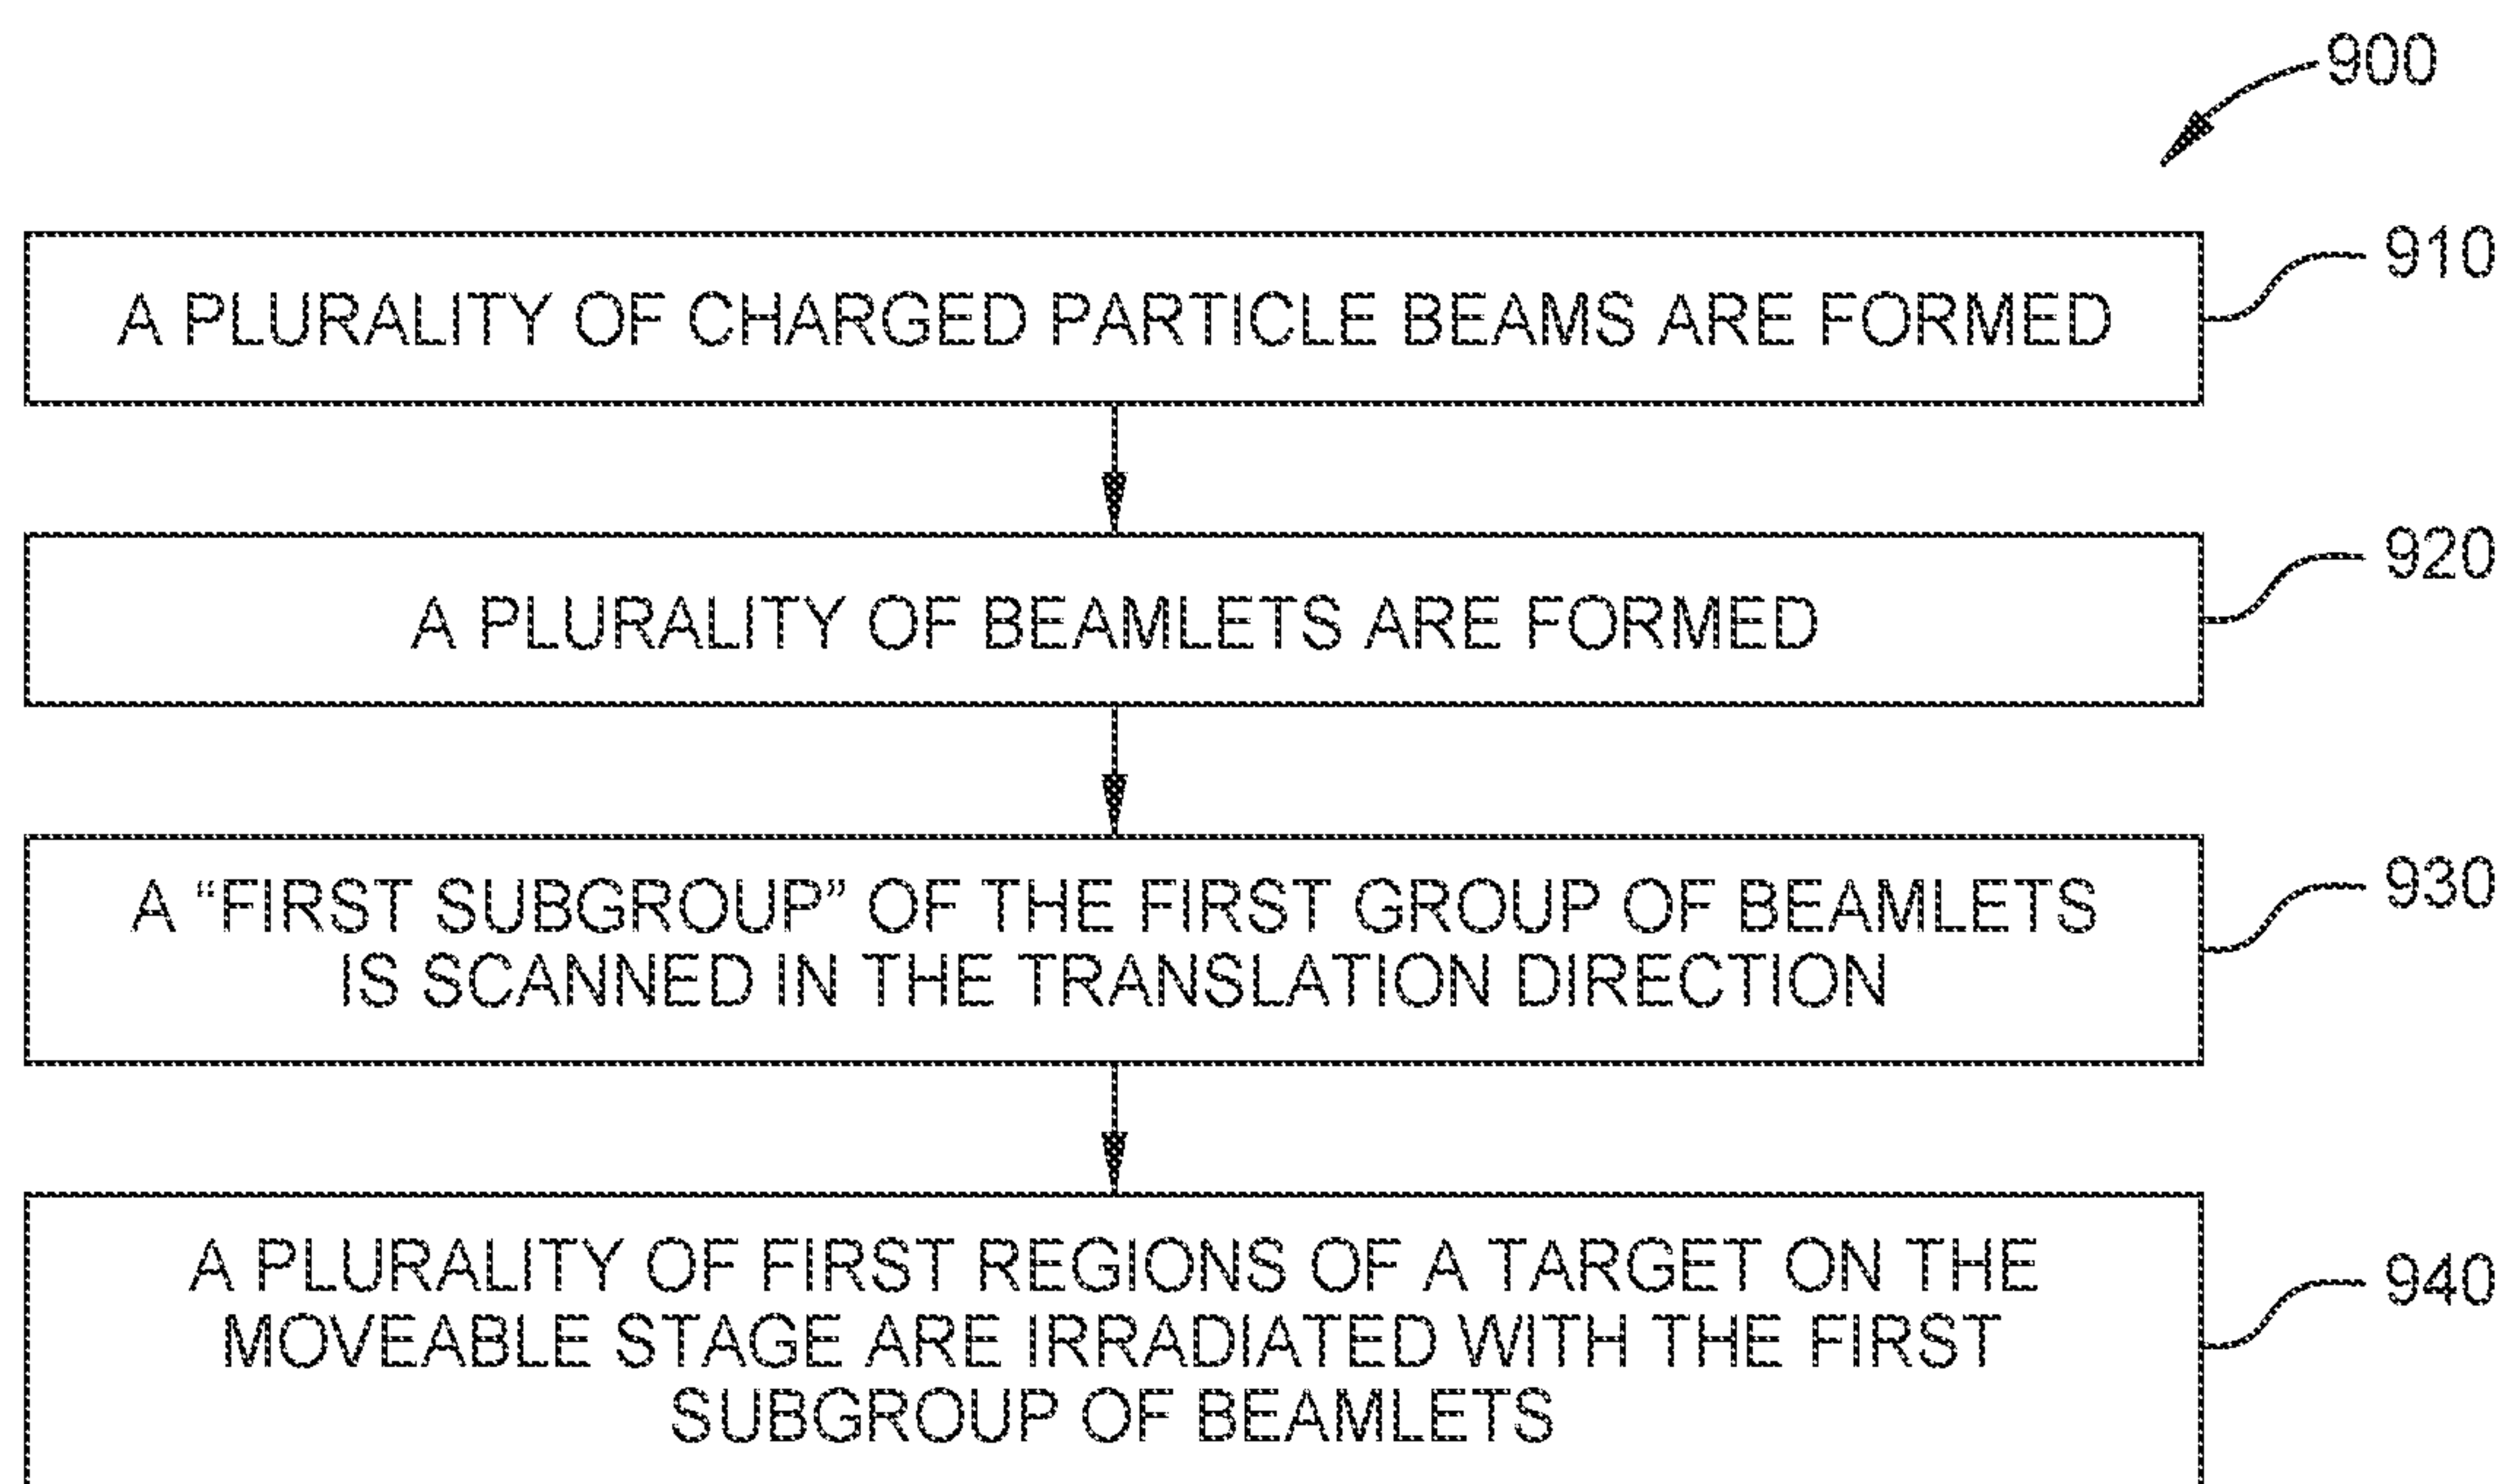 900
910
A PLURALITY OF CHARGED PARTICLE BEAMS ARE FORMED
920
A PLURALITY OF BEAMLETS ARE FORMED
930
A “FIRST SUBGROUP” OF THE FIRST GROUP OF BEAMLETS
IS SCANNED IN THE TRANSLATION DIRECTION
940
A PLURALITY OF FIRST REGIONS OF A TARGET ON THE
MOVEABLE STAGE ARE IRRADIATED WITH THE FIRST
SUBGROUP OF BEAMLETS